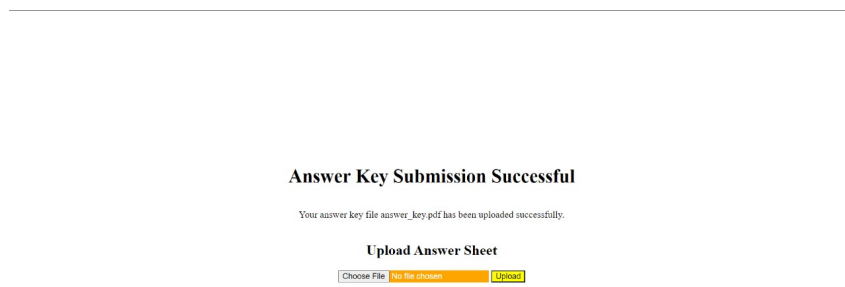 Answer Key Submission Successful
Your answer key file answer_key.pdf has been uploaded successfully.
Upload Answer Sheet
Choose File No file chosen Upload